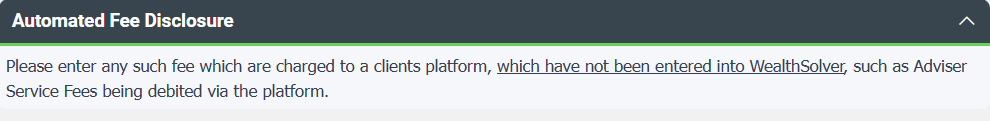 Automated Fee Disclosure
Please enter any such fee which are charged to a clients platform, which have not been entered into WealthSolver, such as Adviser
Service Fees being debited via the platform.